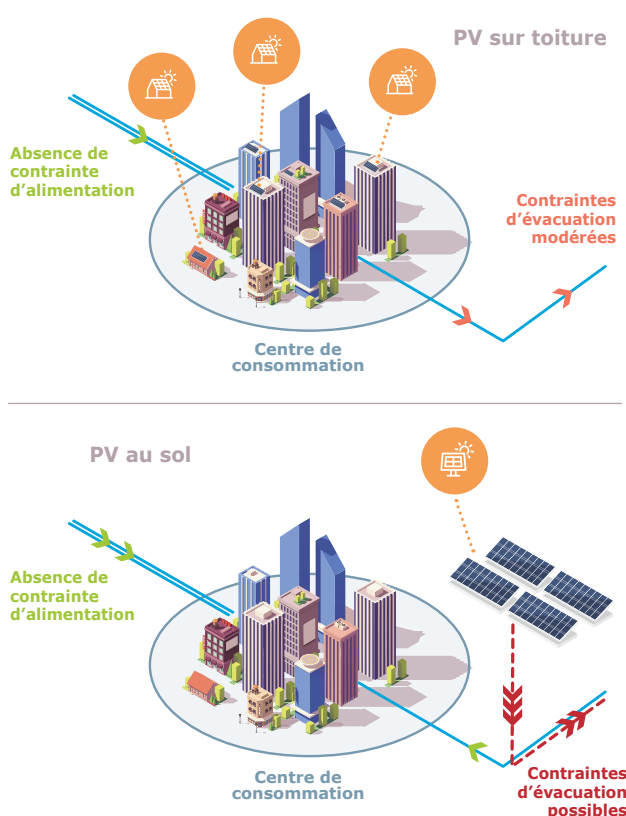 PV sur toiture
Absence de
contrainte
d’alimentation
Contraintes
d’évacuation
modérées
Centre de
consommation
PV au sol
Absence de
contrainte
d’alimentation
Centre de
consommation
Contraintes
d’évacuation
possibles